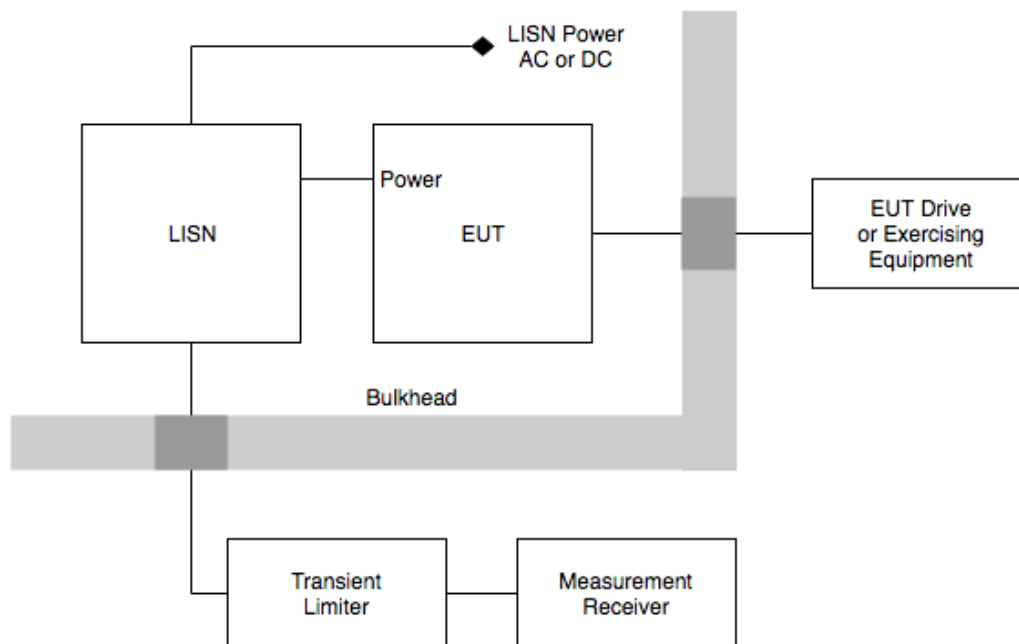 LISN Power
AC or DC
LISN
Power
EUT
EUT Drive
or Exercising
Equipment
Bulkhead
Transient
Limiter
Measurement
Receiver